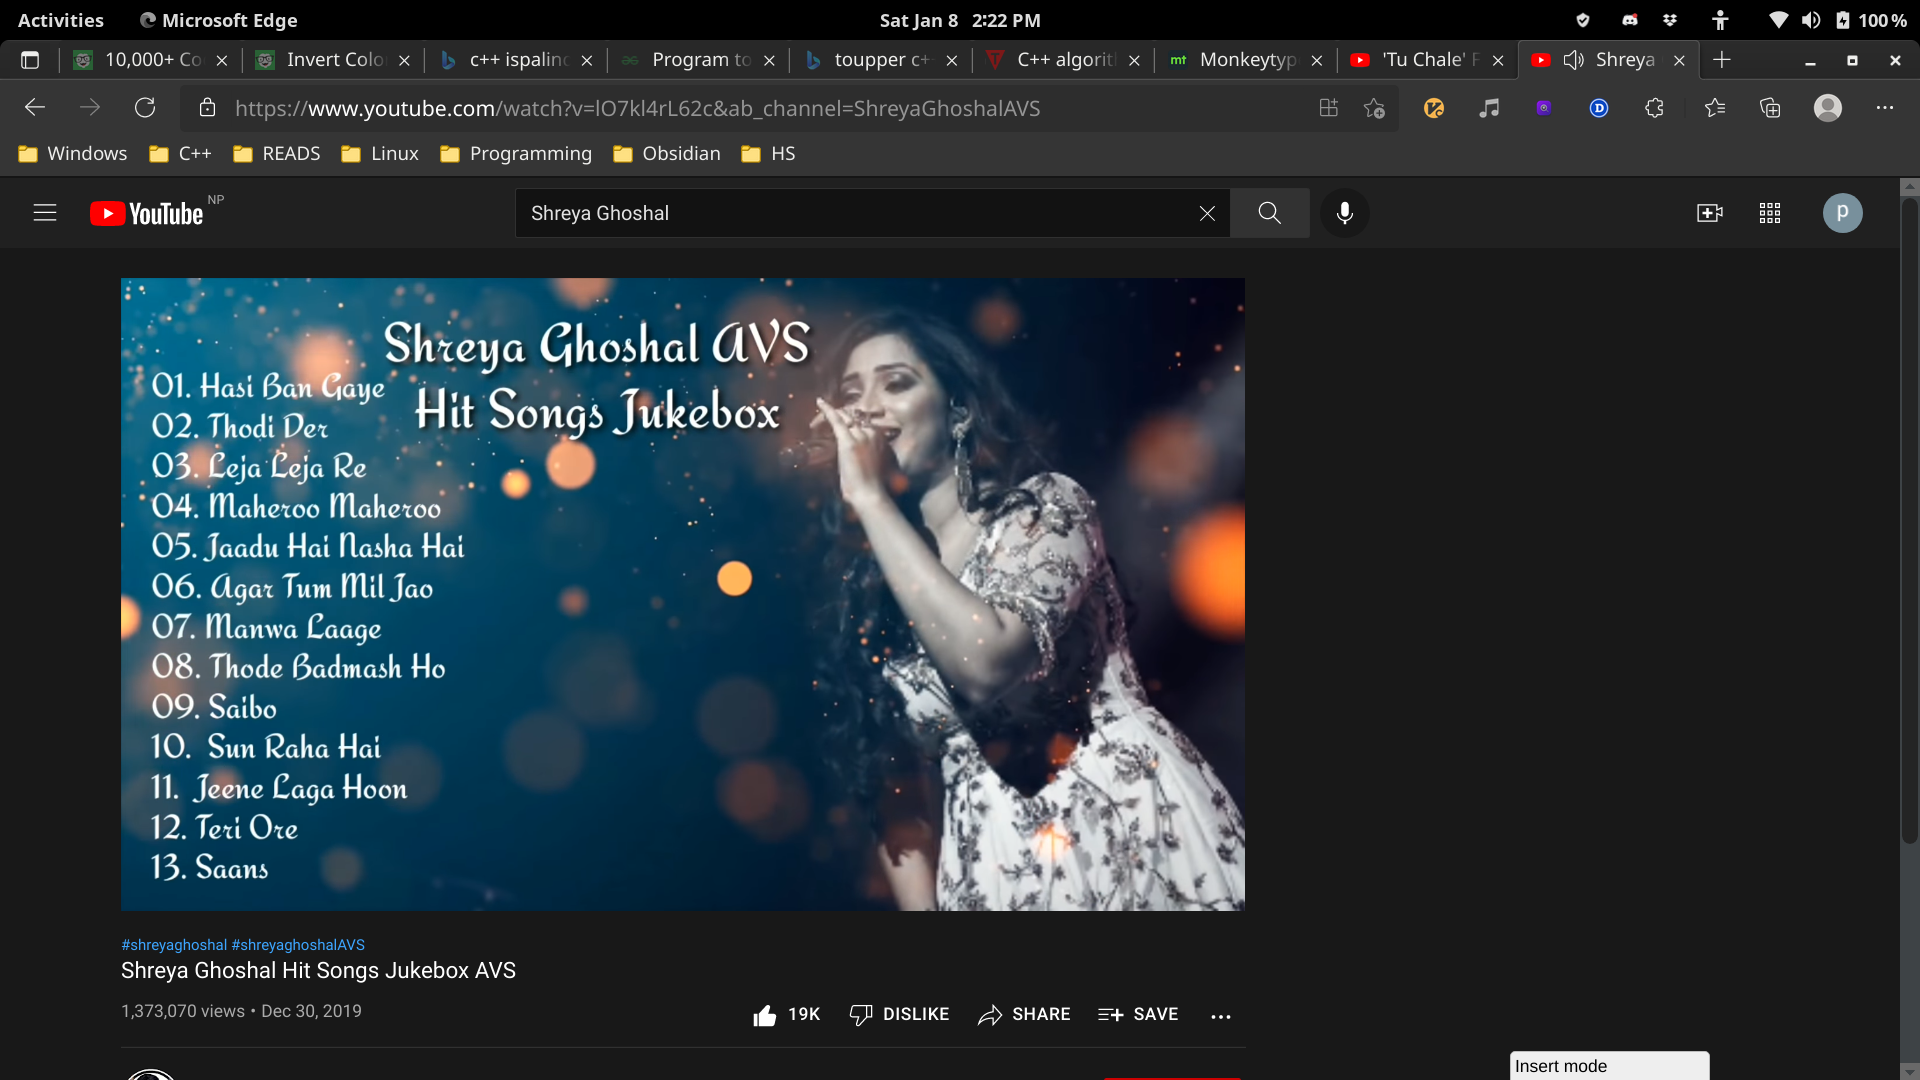 Activities
Microsoft Edge
Sat Jan 8 2:22 PM
100 %
10,000+ Co
Invert Colo
c++ ispalind
Program to
toupper c+
C++ algorit
Monkeytyp
'Tu Chale' F
Shreya
https://www.youtube.com/watch?v=lO7kl4rL62c&ab_channel=ShreyaGhoshalAVS
Windows
C++
READS
Linux
Programming
Obsidian
HS
YouTube NP
Shreya Ghoshal
p
Shreya Ghoshal AVS
Hit Songs Jukebox
01. Hasi Ban Gaye
02. Thodi Der
03. Leja Leja Re
04. Maheroo Maheroo
05. Jaadu Hai Nasha Hai
06. Agar Tum Mil Jao
07. Manwa Laage
08. Thode Badmash Ho
09. Saibo
10. Sun Raha Hai
11. Jeene Laga Hoon
12. Teri Ore
13. Saans
#shreyaghoshal #shreyaghoshalAVS
Shreya Ghoshal Hit Songs Jukebox AVS
1,373,070 views • Dec 30, 2019
19K
DISLIKE
SHARE
SAVE
Insert mode